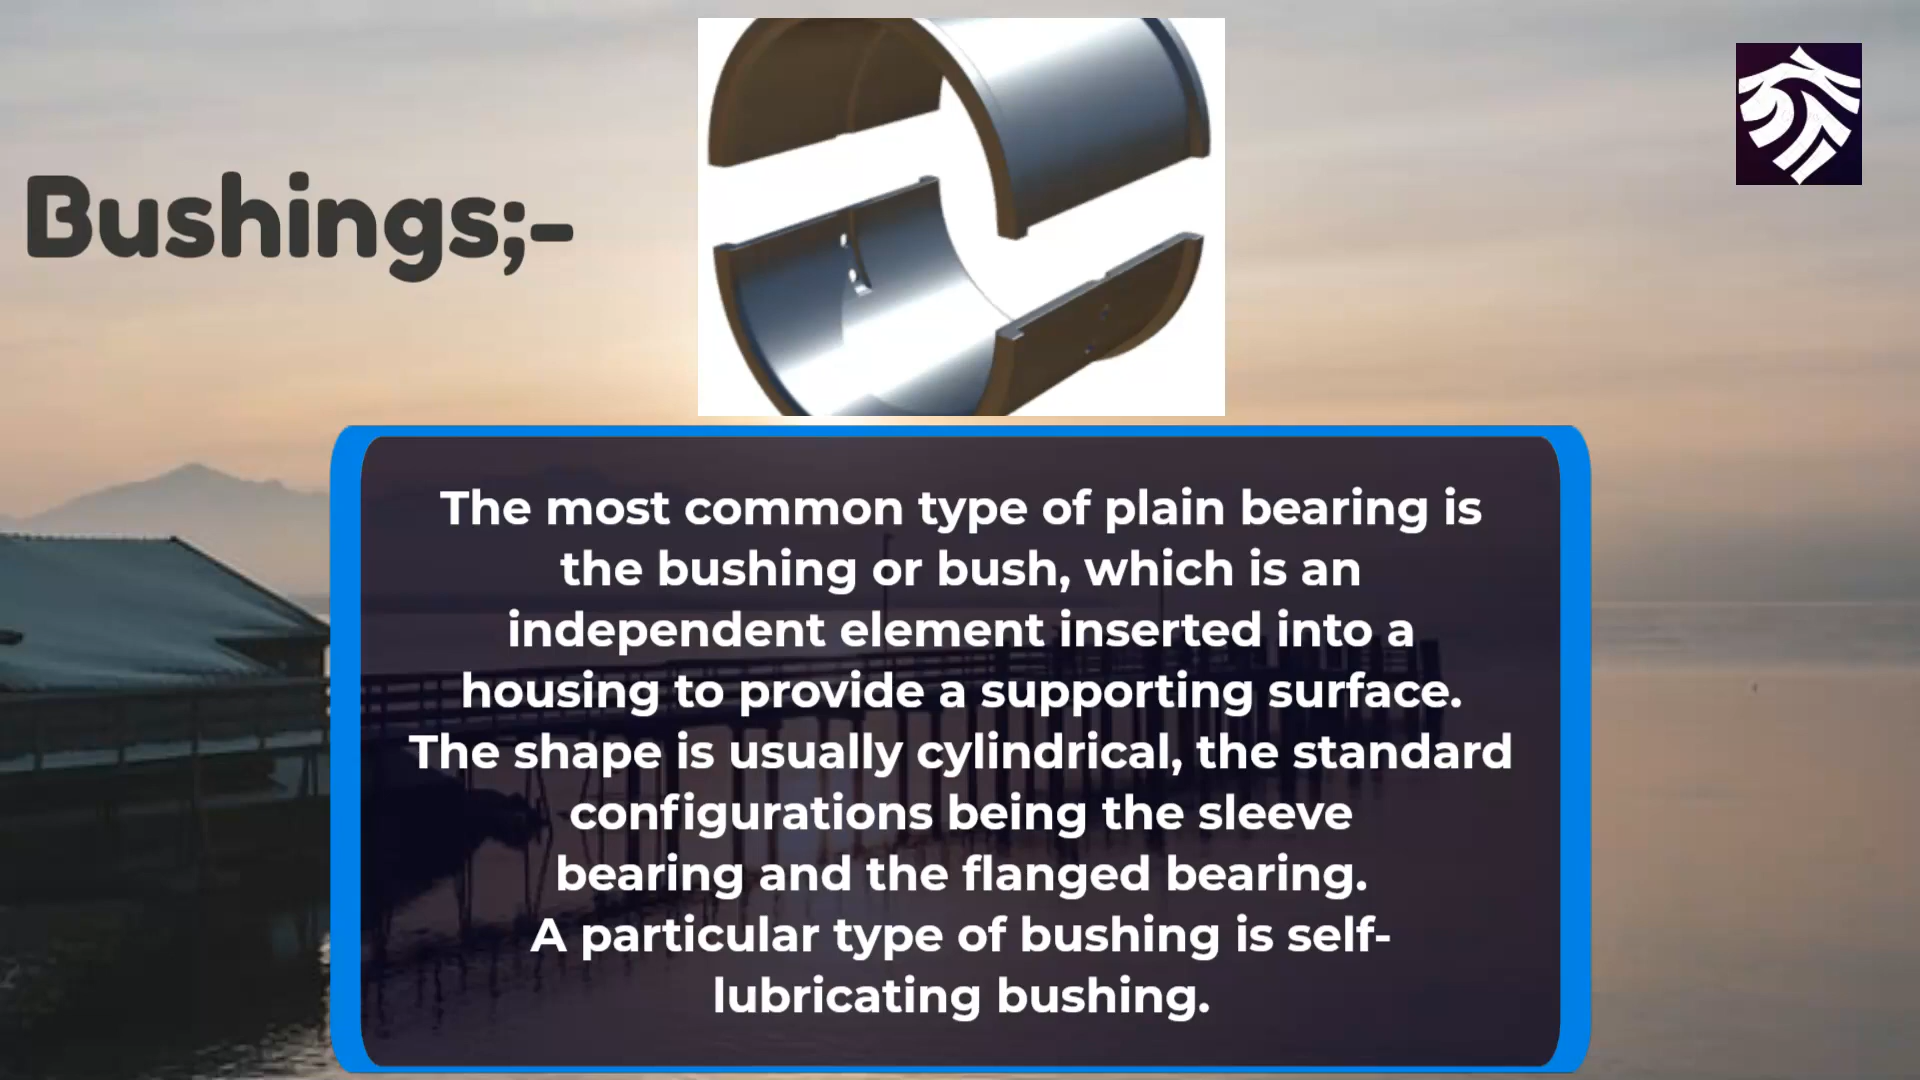 Bushings;-
The most common type of plain bearing is
the bushing or bush, which is an
independent element inserted into a
housing to provide a supporting surface.
The shape is usually cylindrical, the standard
configurations being the sleeve
bearing and the flanged bearing.
A particular type of bushing is self-
lubricating bushing.